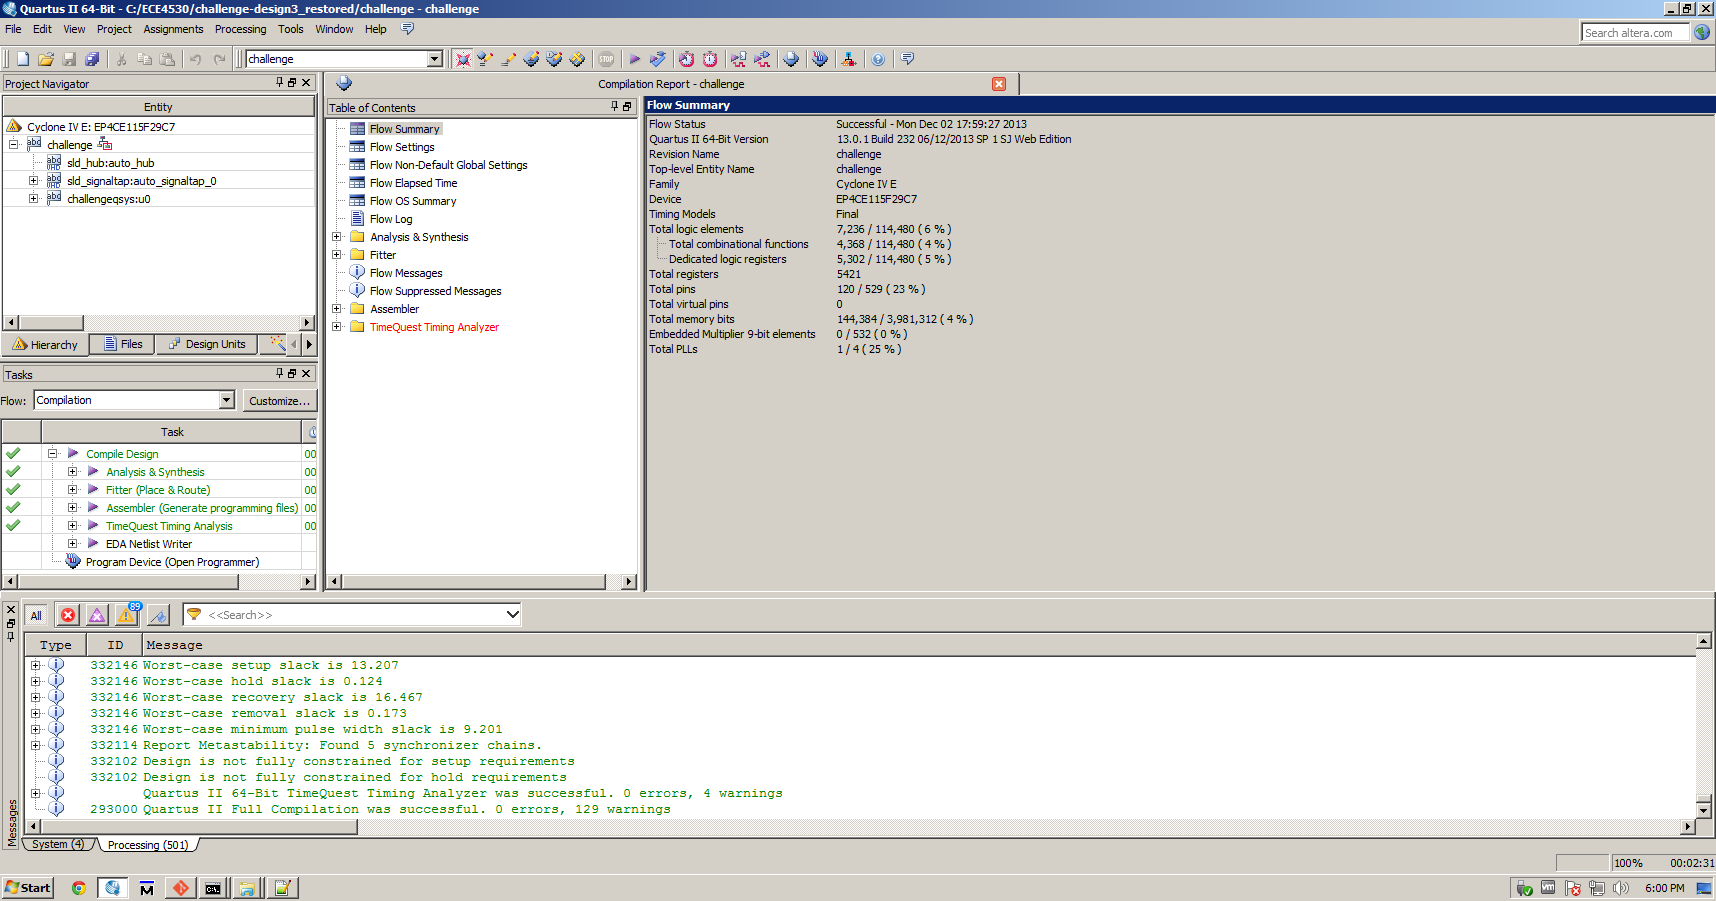 Quartus II 64-Bit - C:/ECE4530/challenge-design3_restored/challenge - challenge
File Edit View Project Assignments Processing Tools Window Help
Search altera.com
challenge
STOP
Project Navigator
Entity
Cyclone IV E: EP4CE115F29C7
challenge
sld_hub:auto_hub
sld_signaltap:auto_signaltap_0
challengeqsys:u0
Hierarchy Files Design Units
Tasks
Flow: Compilation Customize...
Task
Compile Design 00
Analysis & Synthesis 00
Fitter (Place & Route) 00
Assembler (Generate programming files) 00
TimeQuest Timing Analysis 00
EDA Netlist Writer
Program Device (Open Programmer)
Compilation Report - challenge
Table of Contents
Flow Summary
Flow Settings
Flow Non-Default Global Settings
Flow Elapsed Time
Flow OS Summary
Flow Log
Analysis & Synthesis
Fitter
Flow Messages
Flow Suppressed Messages
Assembler
TimeQuest Timing Analyzer
Flow Summary
Flow Status Successful - Mon Dec 02 17:59:27 2013
Quartus II 64-Bit Version 13.0.1 Build 232 06/12/2013 SP 1 SJ Web Edition
Revision Name challenge
Top-level Entity Name challenge
Family Cyclone IV E
Device EP4CE115F29C7
Timing Models Final
Total logic elements 7,236 / 114,480 ( 6 % )
Total combinational functions 4,368 / 114,480 ( 4 % )
Dedicated logic registers 5,302 / 114,480 ( 5 % )
Total registers 5421
Total pins 120 / 529 ( 23 % )
Total virtual pins 0
Total memory bits 144,384 / 3,981,312 ( 4 % )
Embedded Multiplier 9-bit elements 0 / 532 ( 0 % )
Total PLLs 1 / 4 ( 25 % )
All 89 <<Search>>
Type ID Message
332146 Worst-case setup slack is 13.207
332146 Worst-case hold slack is 0.124
332146 Worst-case recovery slack is 16.467
332146 Worst-case removal slack is 0.173
332146 Worst-case minimum pulse width slack is 9.201
332114 Report Metastability: Found 5 synchronizer chains.
332102 Design is not fully constrained for setup requirements
332102 Design is not fully constrained for hold requirements
Quartus II 64-Bit TimeQuest Timing Analyzer was successful. 0 errors, 4 warnings
293000 Quartus II Full Compilation was successful. 0 errors, 129 warnings
Messages
System (4) Processing (501)
100% 00:02:31
Start
6:00 PM